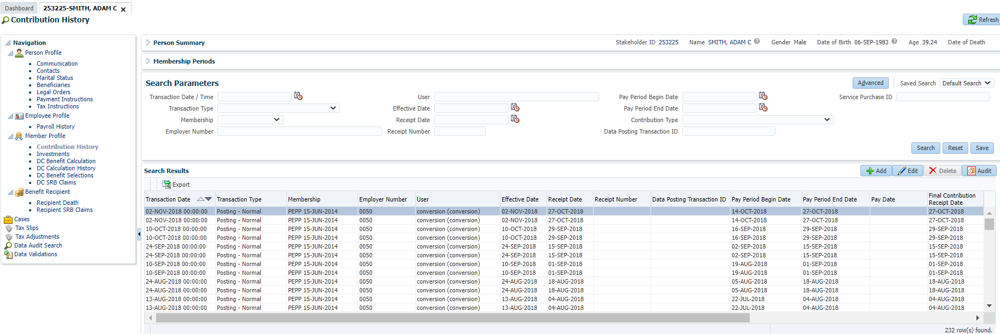 Dashboard 253225-SMITH, ADAM C
Contribution History
Refresh
Navigation
Person Profile
Communication
Contacts
Marital Status
Beneficiaries
Legal Orders
Payment Instructions
Tax Instructions
Employee Profile
Payroll History
Member Profile
Contribution History
Investments
DC Benefit Calculation
DC Calculation History
DC Benefit Selections
DC SRB Claims
Benefit Recipient
Recipient Death
Recipient SRB Claims
Cases
Tax Slips
Tax Adjustments
Data Audit Search
Data Validations
Person Summary Stakeholder ID 253225 Name SMITH, ADAM C Gender Male Date of Birth 06-SEP-1983 Age 39.24 Date of Death
Membership Periods
Search Parameters Advanced Saved Search Default Search
Transaction Date / Time User Pay Period Begin Date Service Purchase ID
Transaction Type Effective Date Pay Period End Date
Membership Receipt Date Contribution Type
Employer Number Receipt Number Data Posting Transaction ID
Search Reset Save
Search Results Add Edit Delete Audit
Export
Transaction Date Transaction Type Membership Employer Number User Effective Date Receipt Date Receipt Number Data Posting Transaction ID Pay Period Begin Date Pay Period End Date Pay Date Final Contribution Receipt Date
02-NOV-2018 00:00:00 Posting - Normal PEPP 15-JUN-2014 0050 conversion (conversion) 02-NOV-2018 27-OCT-2018 14-OCT-2018 27-OCT-2018 27-OCT-2018
02-NOV-2018 00:00:00 Posting - Normal PEPP 15-JUN-2014 0050 conversion (conversion) 02-NOV-2018 27-OCT-2018 14-OCT-2018 27-OCT-2018 27-OCT-2018
10-OCT-2018 00:00:00 Posting - Normal PEPP 15-JUN-2014 0050 conversion (conversion) 10-OCT-2018 29-SEP-2018 16-SEP-2018 29-SEP-2018 29-SEP-2018
10-OCT-2018 00:00:00 Posting - Normal PEPP 15-JUN-2014 0050 conversion (conversion) 10-OCT-2018 29-SEP-2018 16-SEP-2018 29-SEP-2018 29-SEP-2018
24-SEP-2018 00:00:00 Posting - Normal PEPP 15-JUN-2014 0050 conversion (conversion) 24-SEP-2018 15-SEP-2018 02-SEP-2018 15-SEP-2018 15-SEP-2018
24-SEP-2018 00:00:00 Posting - Normal PEPP 15-JUN-2014 0050 conversion (conversion) 24-SEP-2018 15-SEP-2018 02-SEP-2018 15-SEP-2018 15-SEP-2018
10-SEP-2018 00:00:00 Posting - Normal PEPP 15-JUN-2014 0050 conversion (conversion) 10-SEP-2018 01-SEP-2018 19-AUG-2018 01-SEP-2018 01-SEP-2018
10-SEP-2018 00:00:00 Posting - Normal PEPP 15-JUN-2014 0050 conversion (conversion) 10-SEP-2018 01-SEP-2018 19-AUG-2018 01-SEP-2018 01-SEP-2018
24-AUG-2018 00:00:00 Posting - Normal PEPP 15-JUN-2014 0050 conversion (conversion) 24-AUG-2018 18-AUG-2018 05-AUG-2018 18-AUG-2018 18-AUG-2018
24-AUG-2018 00:00:00 Posting - Normal PEPP 15-JUN-2014 0050 conversion (conversion) 24-AUG-2018 18-AUG-2018 05-AUG-2018 18-AUG-2018 18-AUG-2018
13-AUG-2018 00:00:00 Posting - Normal PEPP 15-JUN-2014 0050 conversion (conversion) 13-AUG-2018 04-AUG-2018 22-JUL-2018 04-AUG-2018 04-AUG-2018
13-AUG-2018 00:00:00 Posting - Normal PEPP 15-JUN-2014 0050 conversion (conversion) 13-AUG-2018 04-AUG-2018 22-JUL-2018 04-AUG-2018 04-AUG-2018
232 row(s) found.